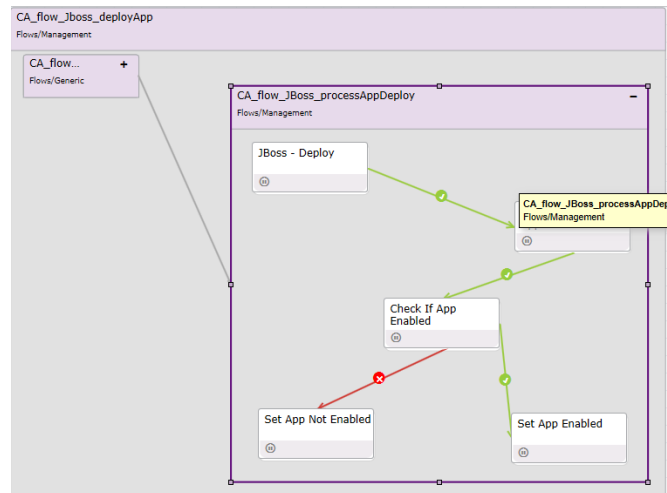 CA_flow_Jboss_deployApp
Flows/Management
CA_flow...
+
Flows/Generic
CA_flow_JBoss_processAppDeploy
−
Flows/Management
JBoss - Deploy
CA_flow_JBoss_processAppDep
Flows/Management
Check If App
Enabled
Set App Not Enabled
Set App Enabled